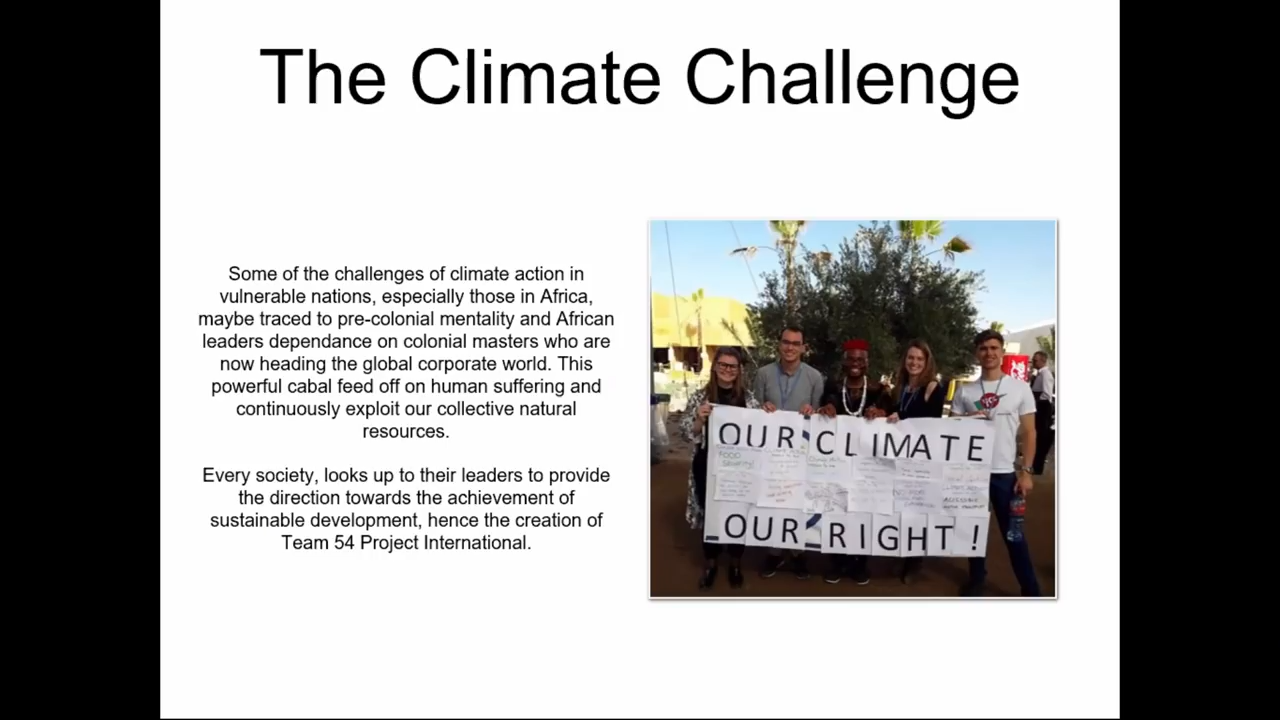 The Climate Challenge
Some of the challenges of climate action in
vulnerable nations, especially those in Africa,
maybe traced to pre-colonial mentality and African
leaders dependance on colonial masters who are
now heading the global corporate world. This
powerful cabal feed off on human suffering and
continuously exploit our collective natural
resources.
Every society, looks up to their leaders to provide
the direction towards the achievement of
sustainable development, hence the creation of
Team 54 Project International.
OUR CLIMATE
FOOD
OUR RIGHT !